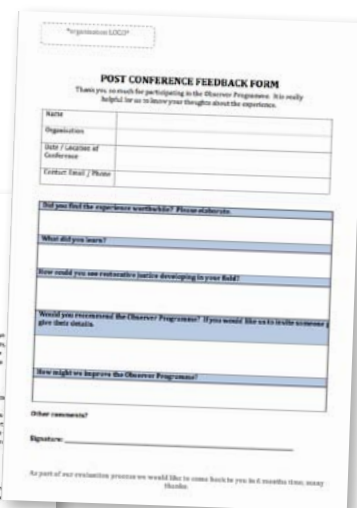 "organisation LOGO"
POST CONFERENCE FEEDBACK FORM
Thank you so much for participating in the Observer Programme. It is really
helpful for us to know your thoughts about the experience.
Name
Organisation
Date / Location of
Conference
Contact Email / Phone
Did you find the experience worthwhile? Please elaborate.
What did you learn?
How could you see restorative justice developing in your field?
Would you recommend the Observer Programme? If you would like us to invite someone
give their details.
How might we improve the Observer Programme?
Other comments?
Signature:
As part of our evaluation process we would like to come back to you in 6 months time, many
thanks.